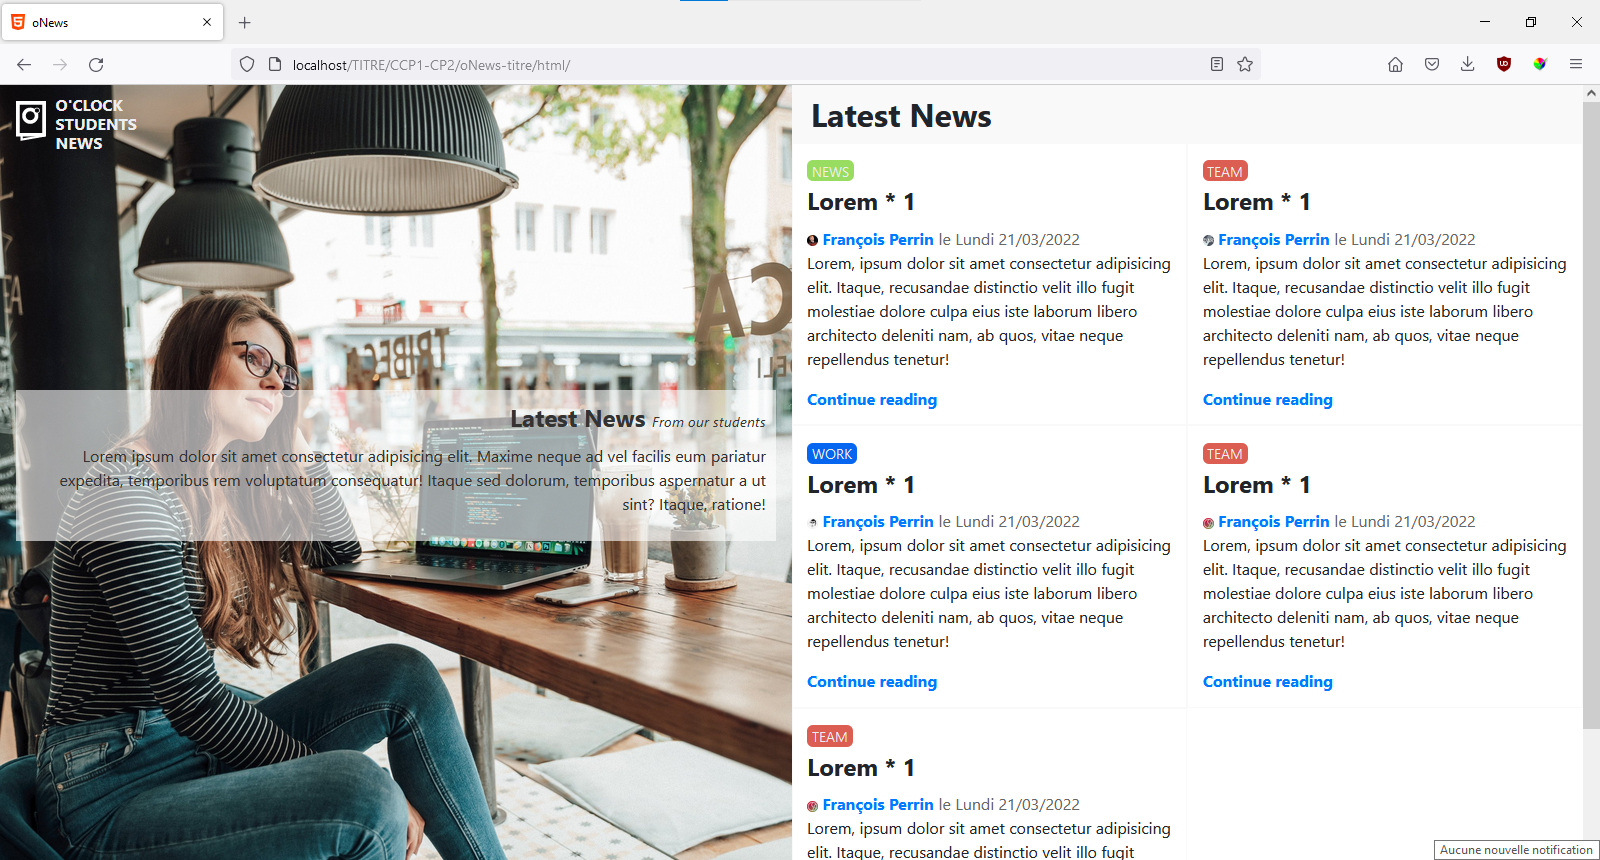 oNews
localhost/TITRE/CCP1-CP2/oNews-titre/html/
O'CLOCK
STUDENTS
NEWS
TRIBECA
CA
Latest News From our students
Lorem ipsum dolor sit amet consectetur adipisicing elit. Maxime neque ad vel facilis eum pariatur
expedita, temporibus rem voluptatum consequatur! Itaque sed dolorum, temporibus aspernatur a ut
sint? Itaque, ratione!
Latest News
NEWS
Lorem * 1
François Perrin le Lundi 21/03/2022
Lorem, ipsum dolor sit amet consectetur adipisicing
elit. Itaque, recusandae distinctio velit illo fugit
molestiae dolore culpa eius iste laborum libero
architecto deleniti nam, ab quos, vitae neque
repellendus tenetur!
Continue reading
TEAM
Lorem * 1
François Perrin le Lundi 21/03/2022
Lorem, ipsum dolor sit amet consectetur adipisicing
elit. Itaque, recusandae distinctio velit illo fugit
molestiae dolore culpa eius iste laborum libero
architecto deleniti nam, ab quos, vitae neque
repellendus tenetur!
Continue reading
WORK
Lorem * 1
François Perrin le Lundi 21/03/2022
Lorem, ipsum dolor sit amet consectetur adipisicing
elit. Itaque, recusandae distinctio velit illo fugit
molestiae dolore culpa eius iste laborum libero
architecto deleniti nam, ab quos, vitae neque
repellendus tenetur!
Continue reading
TEAM
Lorem * 1
François Perrin le Lundi 21/03/2022
Lorem, ipsum dolor sit amet consectetur adipisicing
elit. Itaque, recusandae distinctio velit illo fugit
molestiae dolore culpa eius iste laborum libero
architecto deleniti nam, ab quos, vitae neque
repellendus tenetur!
Continue reading
TEAM
Lorem * 1
François Perrin le Lundi 21/03/2022
Lorem, ipsum dolor sit amet consectetur adipisicing
elit. Itaque, recusandae distinctio velit illo fugit
Aucune nouvelle notification